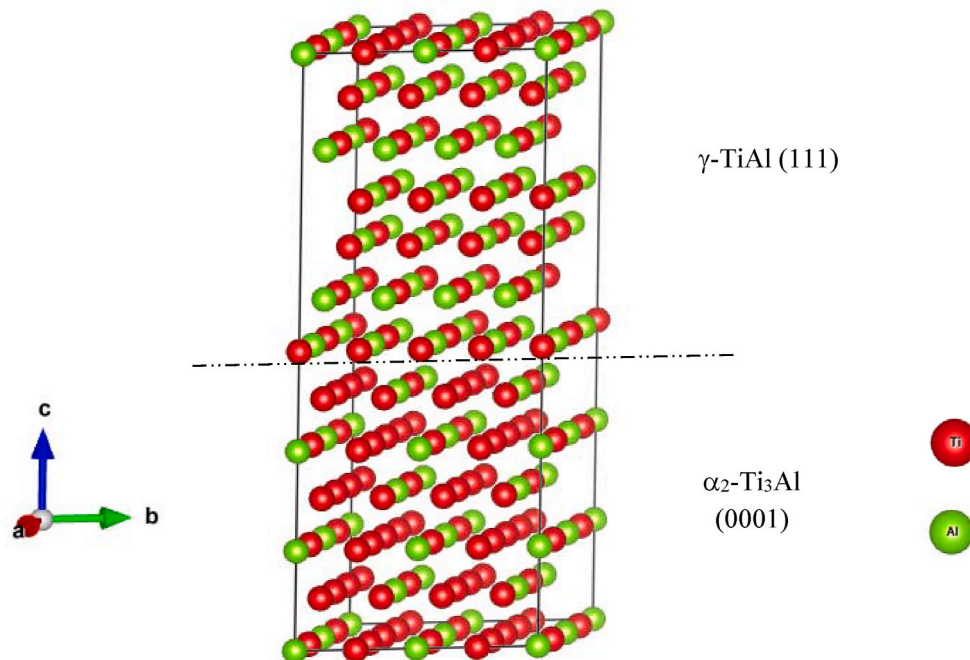 γ-TiAl (111)
c
a
b
α₂-Ti₃Al
(0001)
Ti
Al